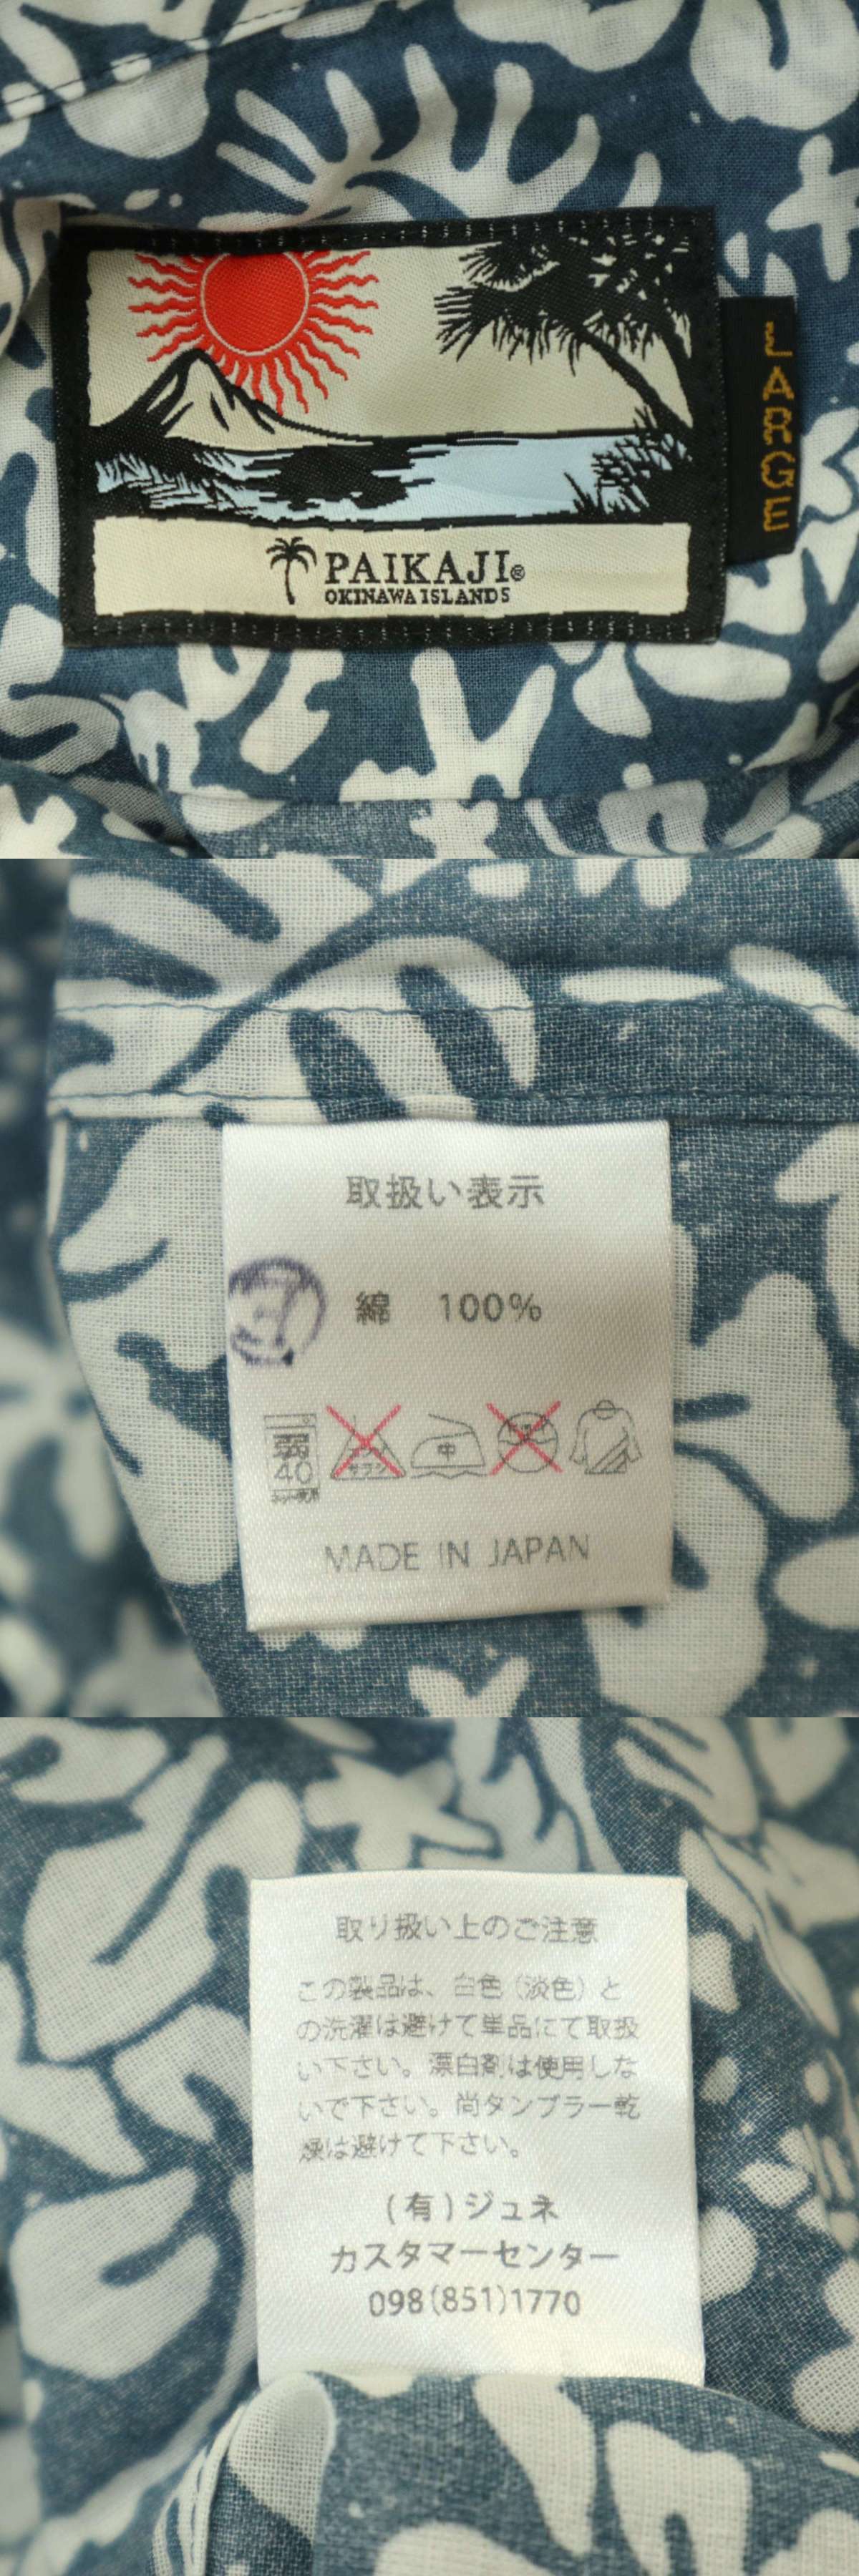 PAIKAJI®
OKINAWA ISLANDS
LARGE
取扱い表示
綿 100%
弱
40
中
MADE IN JAPAN
取り扱い上のご注意
この製品は、白色（淡色）と
の洗濯は避けて単品にて取扱
い下さい。漂白剤は使用しな
いで下さい。尚タンブラー乾
燥は避けて下さい。
(有)ジュネ
カスタマーセンター
098(851)1770